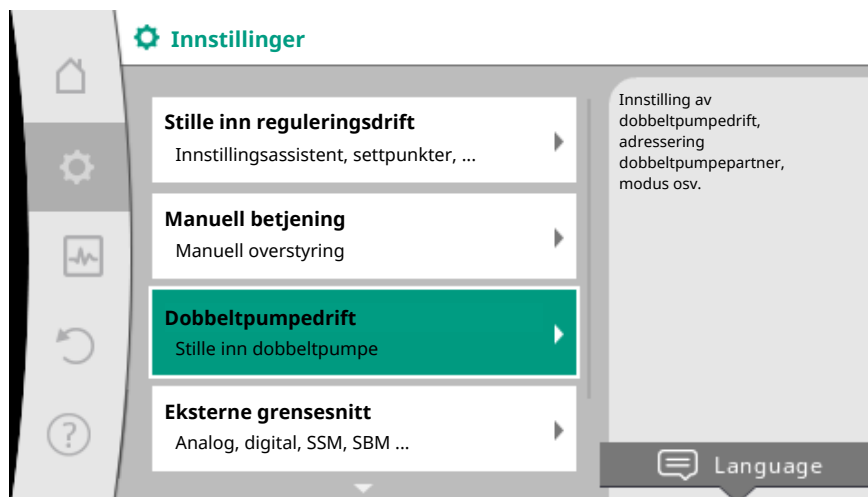 Innstillinger
Stille inn reguleringsdrift
Innstillingsassistent, settpunkter, ...
Manuell betjening
Manuell overstyring
Dobbeltpumpedrift
Stille inn dobbeltpumpe
Eksterne grensesnitt
Analog, digital, SSM, SBM ...
Innstilling av
dobbeltpumpedrift,
adressering
dobbeltpumpepartner,
modus osv.
Language